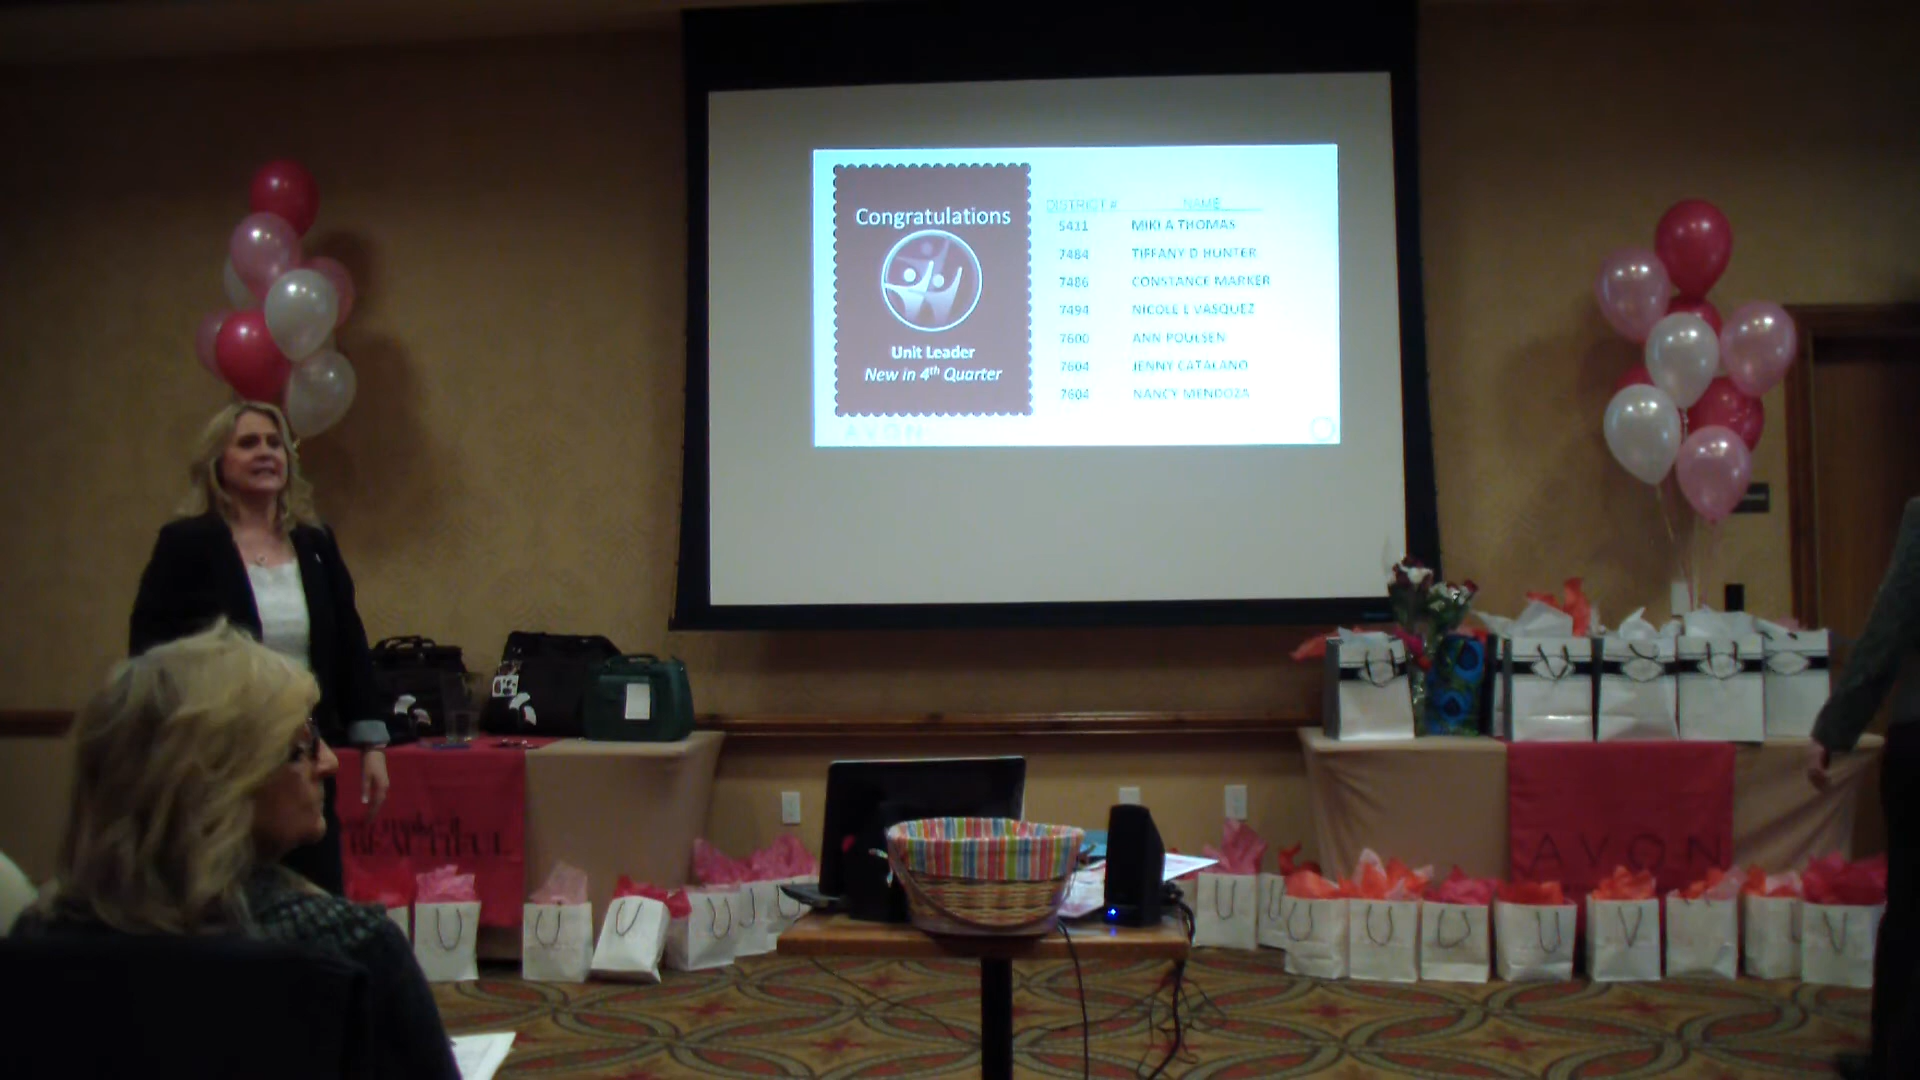 Congratulations
Unit Leader
New in 4th Quarter
AVON
DISTRICT # NAME
5411 MIKI A THOMAS
7484 TIFFANY D HUNTER
7486 CONSTANCE MARKER
7494 NICOLE L VASQUEZ
7600 ANN POULSEN
7604 JENNY CATALANO
7604 NANCY MENDOZA
BEAUTIFUL
AVON